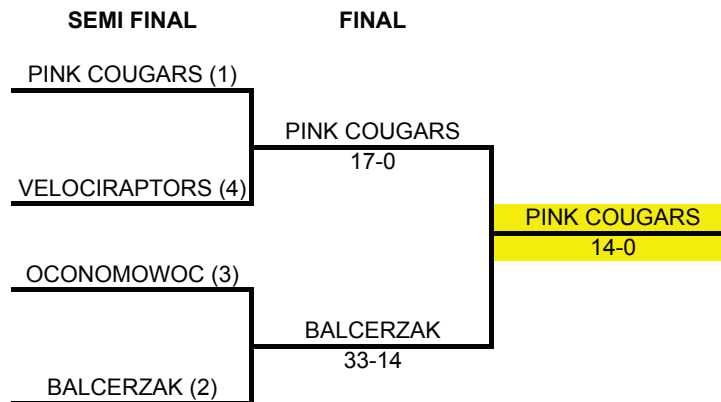 SEMI FINAL
FINAL
PINK COUGARS (1)
PINK COUGARS
17-0
VELOCIRAPTORS (4)
PINK COUGARS
14-0
OCONOMOWOC (3)
BALCERZAK
33-14
BALCERZAK (2)